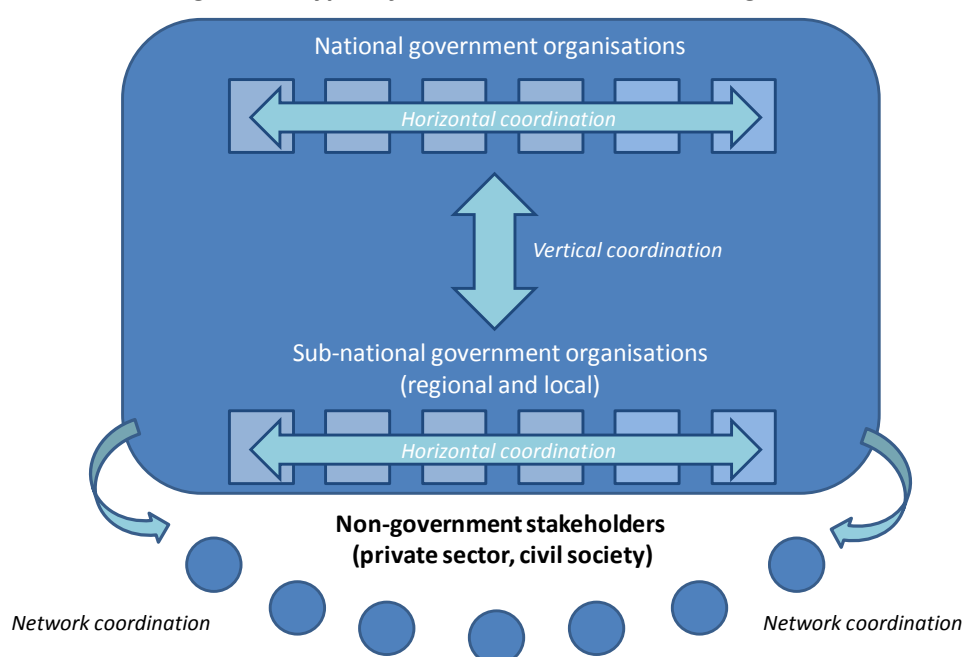 National government organisations
Horizontal coordination
Vertical coordination
Sub-national government organisations
(regional and local)
Horizontal coordination
Non-government stakeholders
(private sector, civil society)
Network coordination
Network coordination